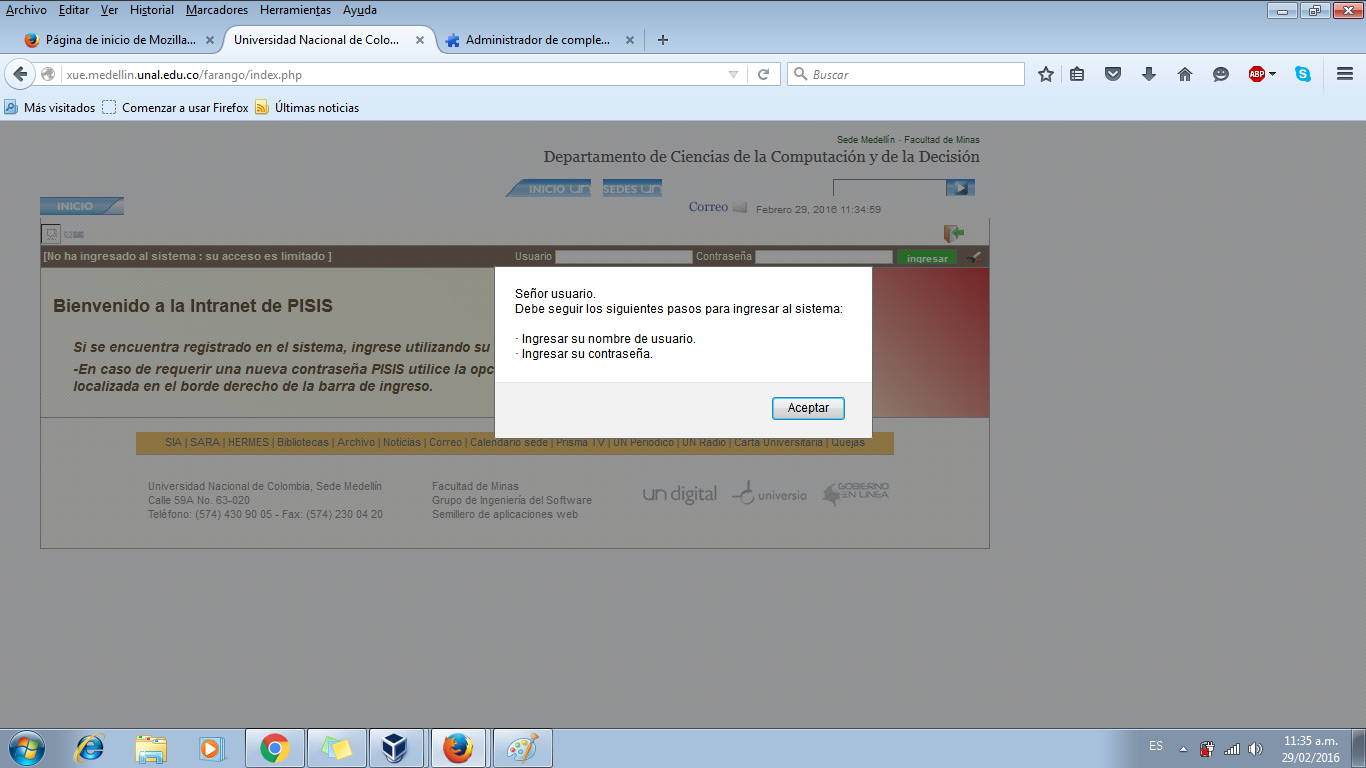 Archivo Editar Ver Historial Marcadores Herramientas Ayuda
Página de inicio de Mozilla... Universidad Nacional de Colo... Administrador de comple...
xue.medellin.unal.edu.co/farango/index.php Buscar ABP
Más visitados Comenzar a usar Firefox Últimas noticias
Sede Medellín - Facultad de Minas
Departamento de Ciencias de la Computación y de la Decisión
INICIO un SEDES un
INICIO
Correo Febrero 29, 2016 11:34:59
[No ha ingresado al sistema : su acceso es limitado ] Usuario Contraseña ingresar
Bienvenido a la Intranet de PISIS
Si se encuentra registrado en el sistema, ingrese utilizando su
-En caso de requerir una nueva contraseña PISIS utilice la opc
localizada en el borde derecho de la barra de ingreso.
Señor usuario.
Debe seguir los siguientes pasos para ingresar al sistema:
· Ingresar su nombre de usuario.
· Ingresar su contraseña.
Aceptar
SIA | SARA | HERMES | Bibliotecas | Archivo | Noticias | Correo | Calendario sede | Prisma TV | UN Periódico | UN Radio | Carta Universitaria | Quejas
Universidad Nacional de Colombia, Sede Medellín
Calle 59A No. 63-020
Teléfono: (574) 430 90 05 - Fax: (574) 230 04 20
Facultad de Minas
Grupo de Ingeniería del Software
Semillero de aplicaciones web
un digital universia GOBIERNO EN LINEA
ES 11:35 a.m.
29/02/2016